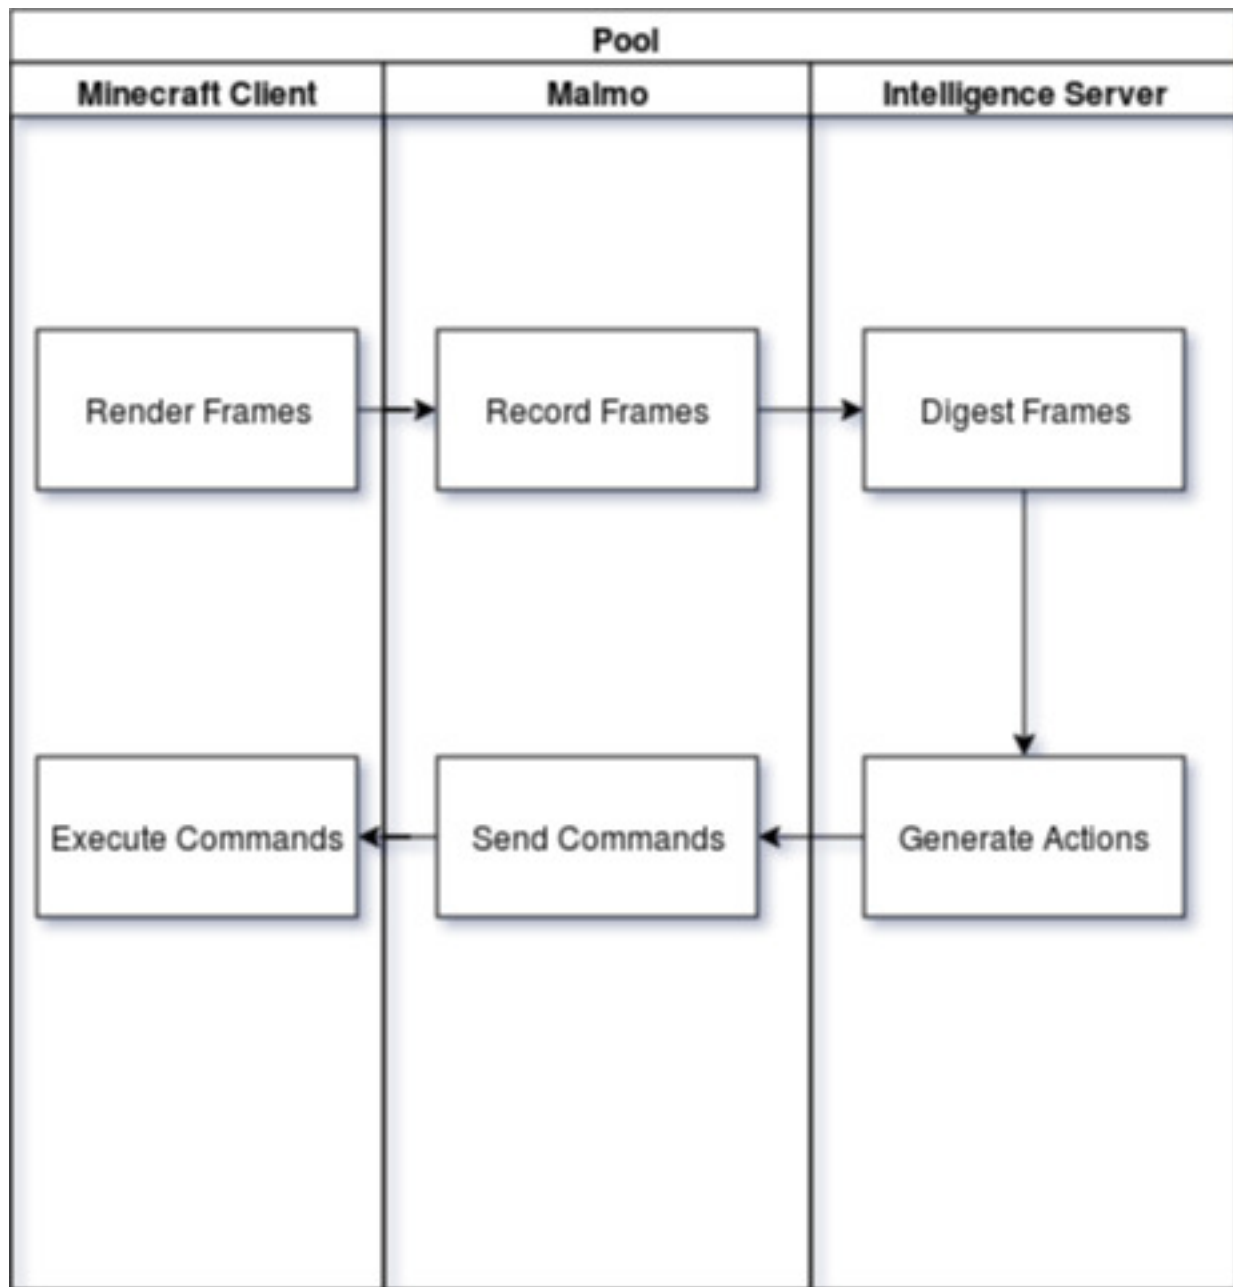 Pool
Minecraft Client
Malmo
Intelligence Server
Render Frames
Record Frames
Digest Frames
Execute Commands
Send Commands
Generate Actions